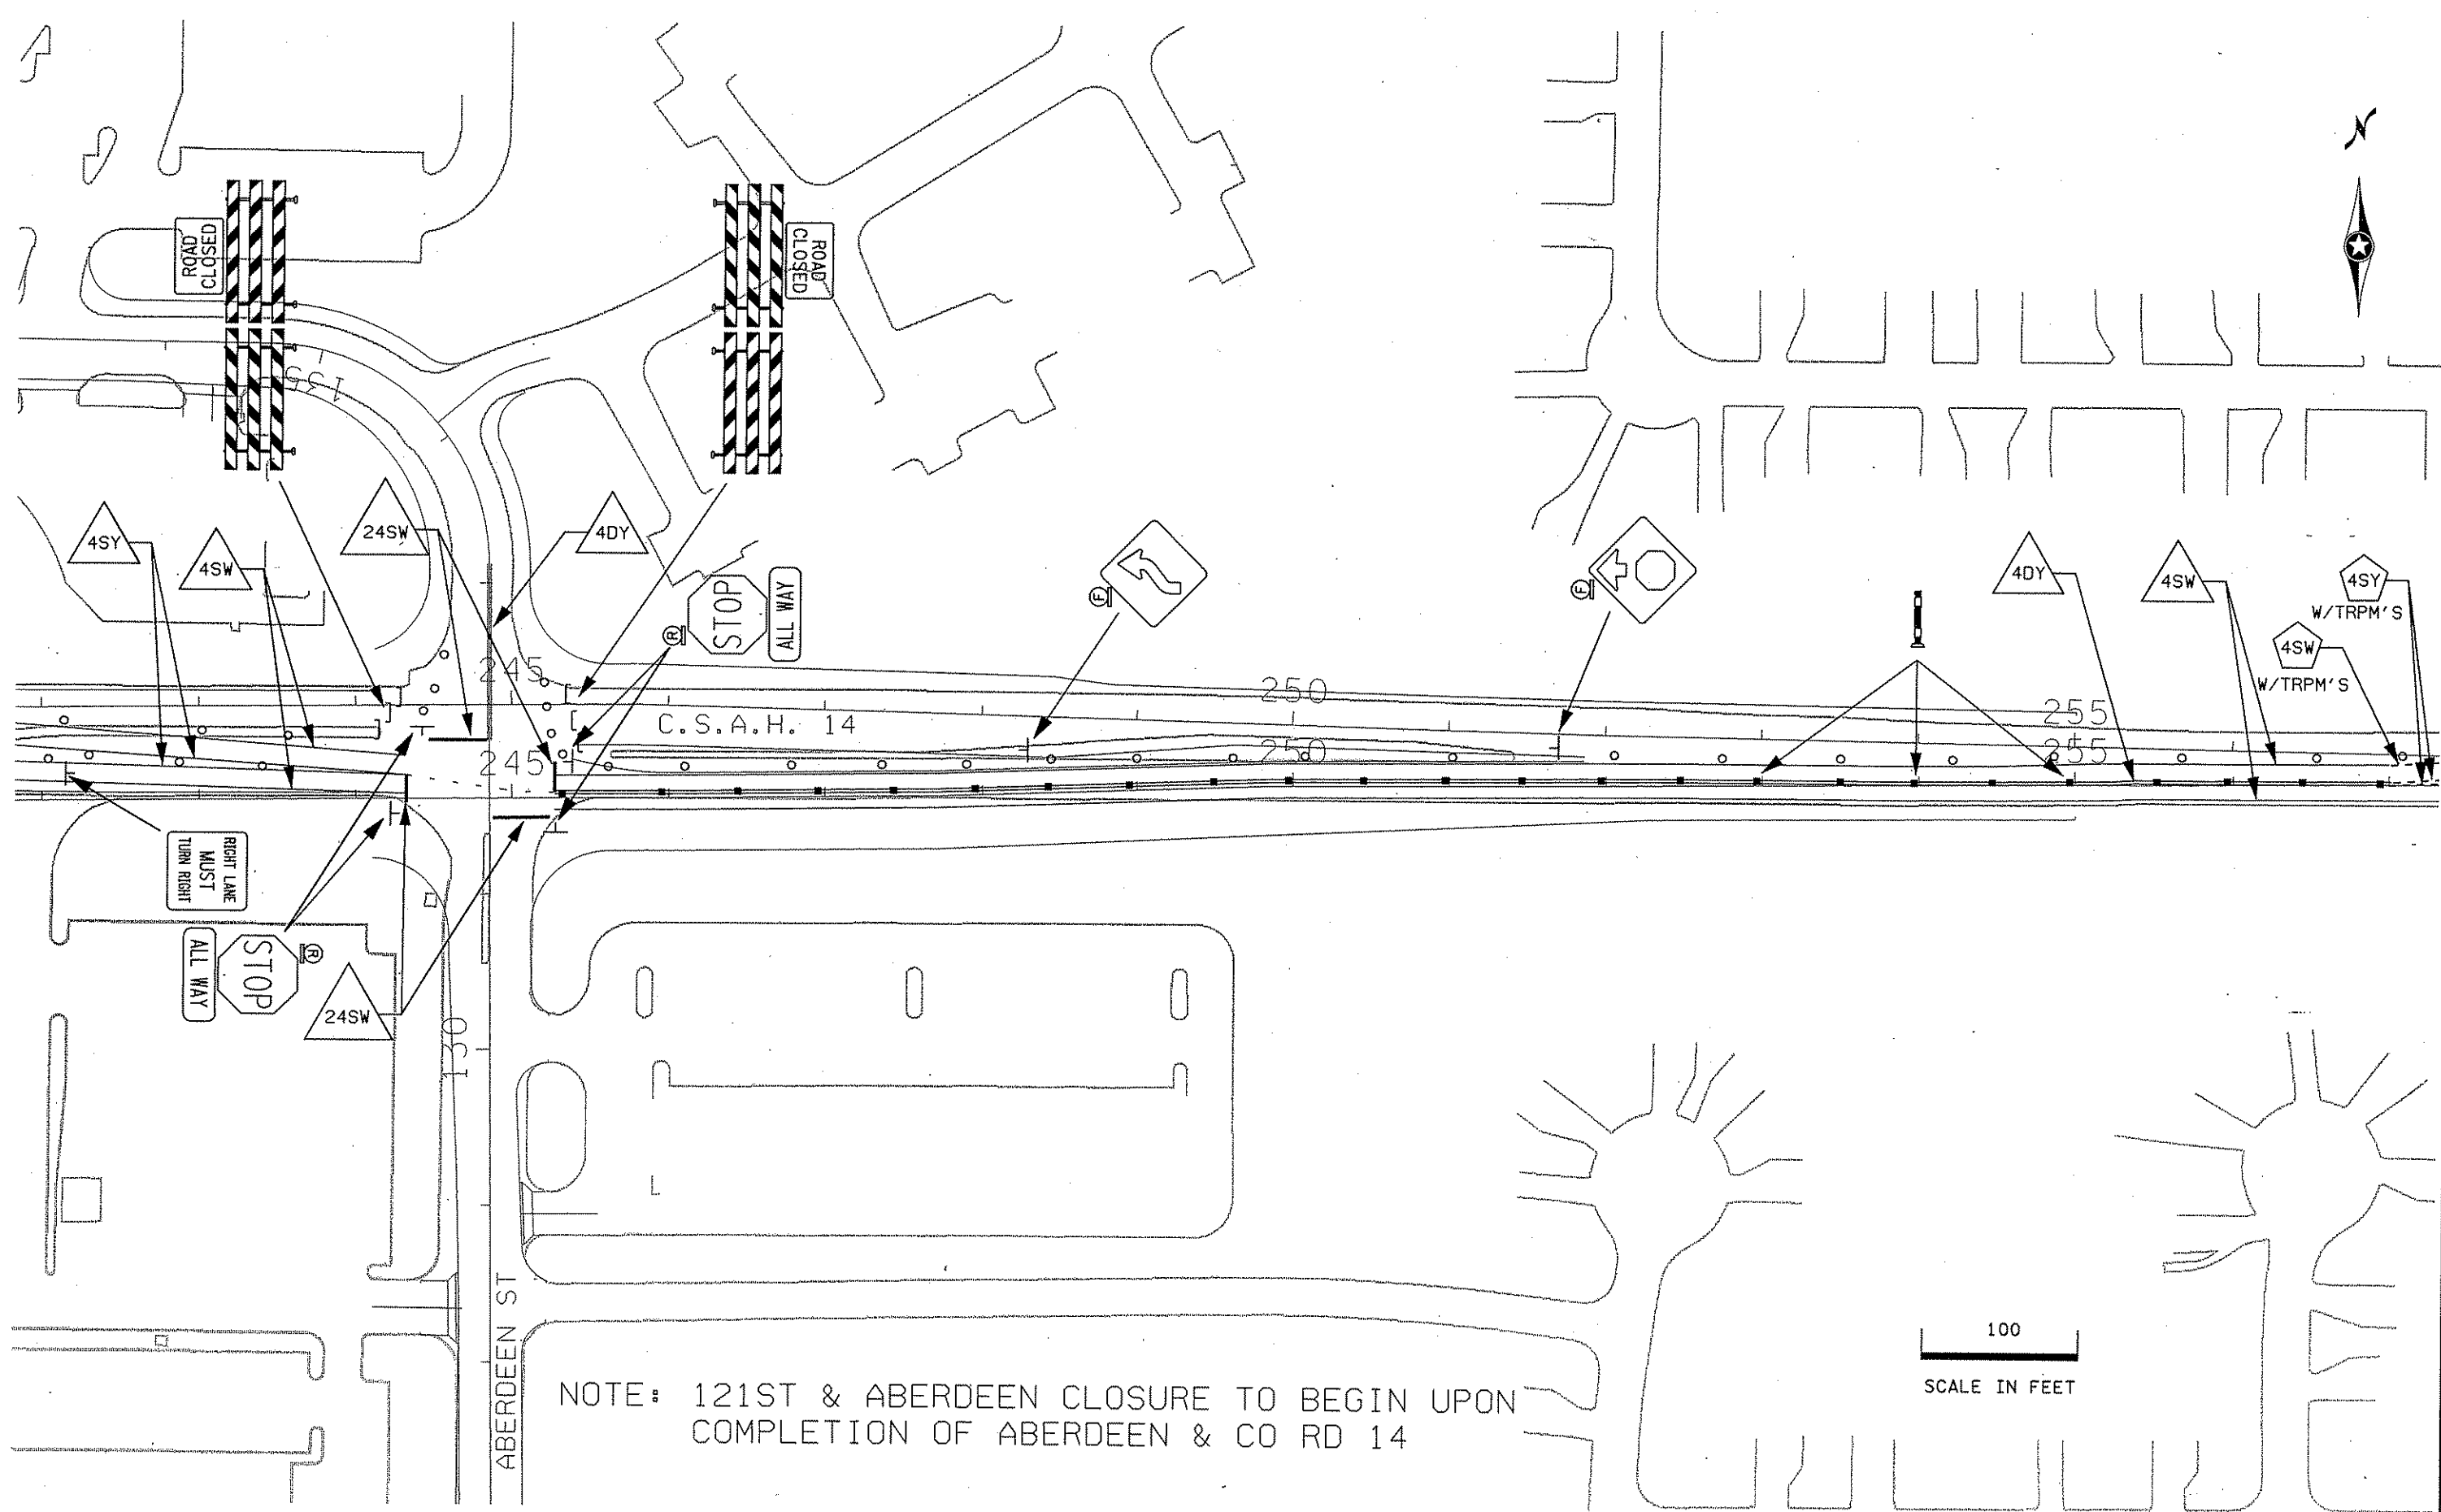 N
ROAD
CLOSED
ROAD
CLOSED
135
4SY
4SW
24SW
4DY
STOP
ALL WAY
R
F
F
4DY
4SW
4SY
W/TRPM'S
4SW
W/TRPM'S
245
250
255
C.S.A.H. 14
245
250
255
RIGHT LANE
MUST
TURN RIGHT
STOP
ALL WAY
R
24SW
130
ABERDEEN ST
100
SCALE IN FEET
NOTE: 121ST & ABERDEEN CLOSURE TO BEGIN UPON
COMPLETION OF ABERDEEN & CO RD 14